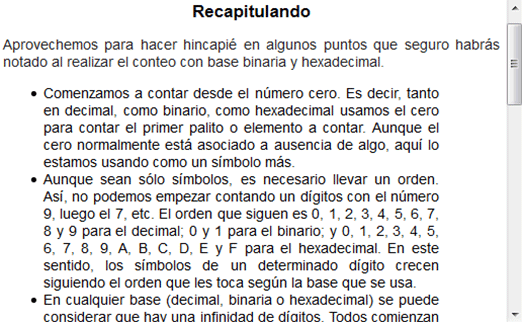 Recapitulando
Aprovechemos para hacer hincapié en algunos puntos que seguro habrás
notado al realizar el conteo con base binaria y hexadecimal.
• Comenzamos a contar desde el número cero. Es decir, tanto
en decimal, como binario, como hexadecimal usamos el cero
para contar el primer palito o elemento a contar. Aunque el
cero normalmente está asociado a ausencia de algo, aquí lo
estamos usando como un símbolo más.
• Aunque sean sólo símbolos, es necesario llevar un orden.
Así, no podemos empezar contando un dígitos con el número
9, luego el 7, etc. El orden que siguen es 0, 1, 2, 3, 4, 5, 6, 7,
8 y 9 para el decimal; 0 y 1 para el binario; y 0, 1, 2, 3, 4, 5,
6, 7, 8, 9, A, B, C, D, E y F para el hexadecimal. En este
sentido, los símbolos de un determinado dígito crecen
siguiendo el orden que les toca según la base que se usa.
• En cualquier base (decimal, binaria o hexadecimal) se puede
considerar que hay una infinidad de dígitos. Todos comienzan